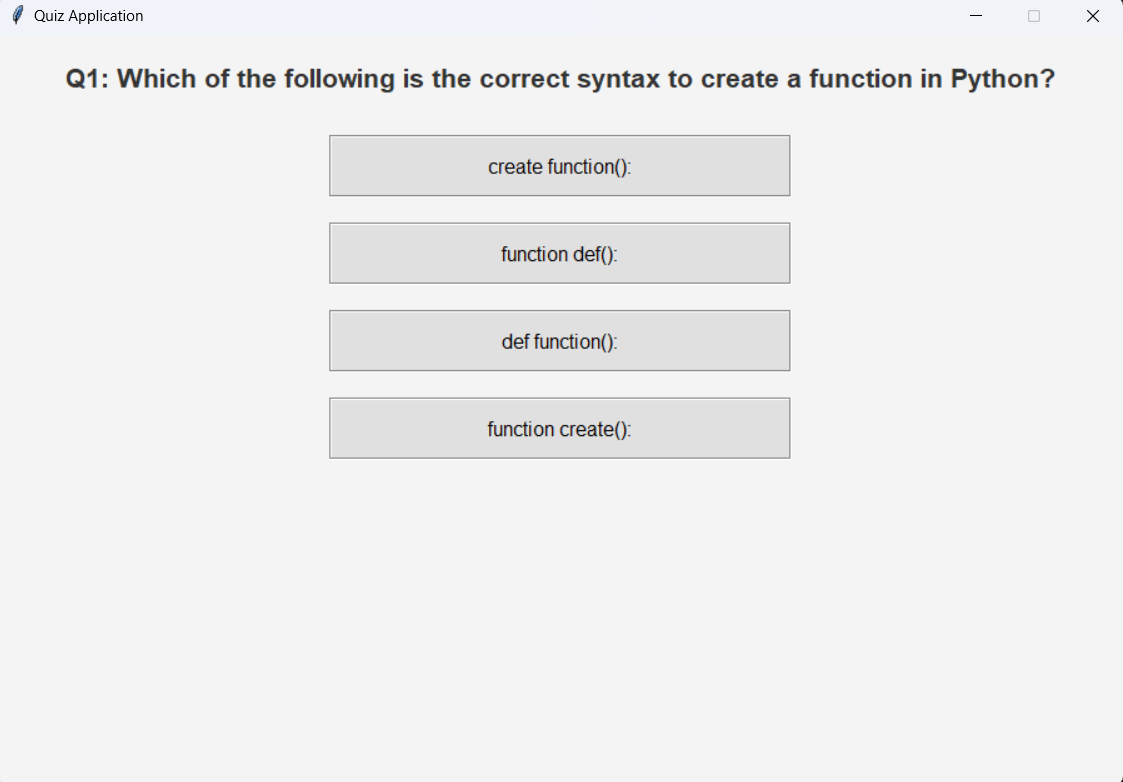 Quiz Application
Q1: Which of the following is the correct syntax to create a function in Python?
create function():
function def():
def function():
function create():